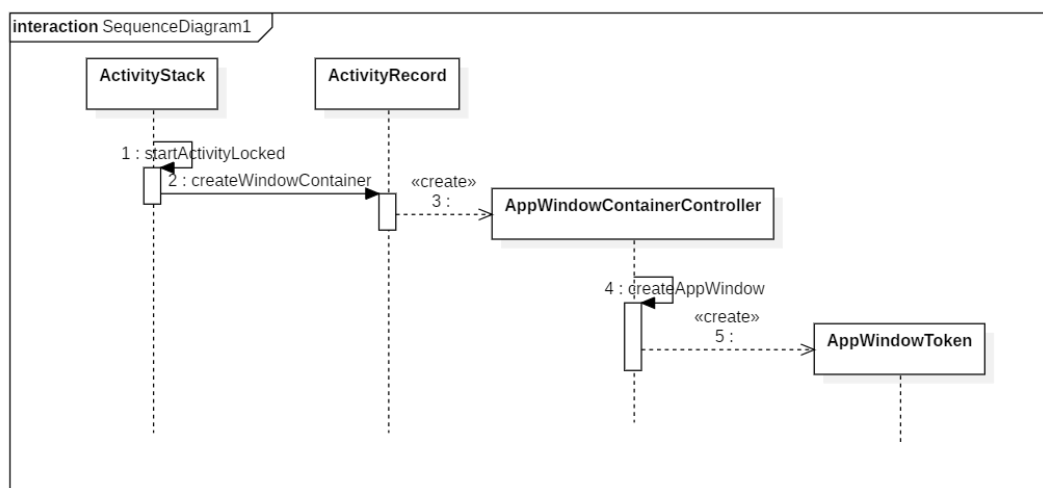 interaction SequenceDiagram1
ActivityStack
ActivityRecord
1 : startActivityLocked
2 : createWindowContainer
«create»
3 :
AppWindowContainerController
4 : createAppWindow
«create»
5 :
AppWindowToken